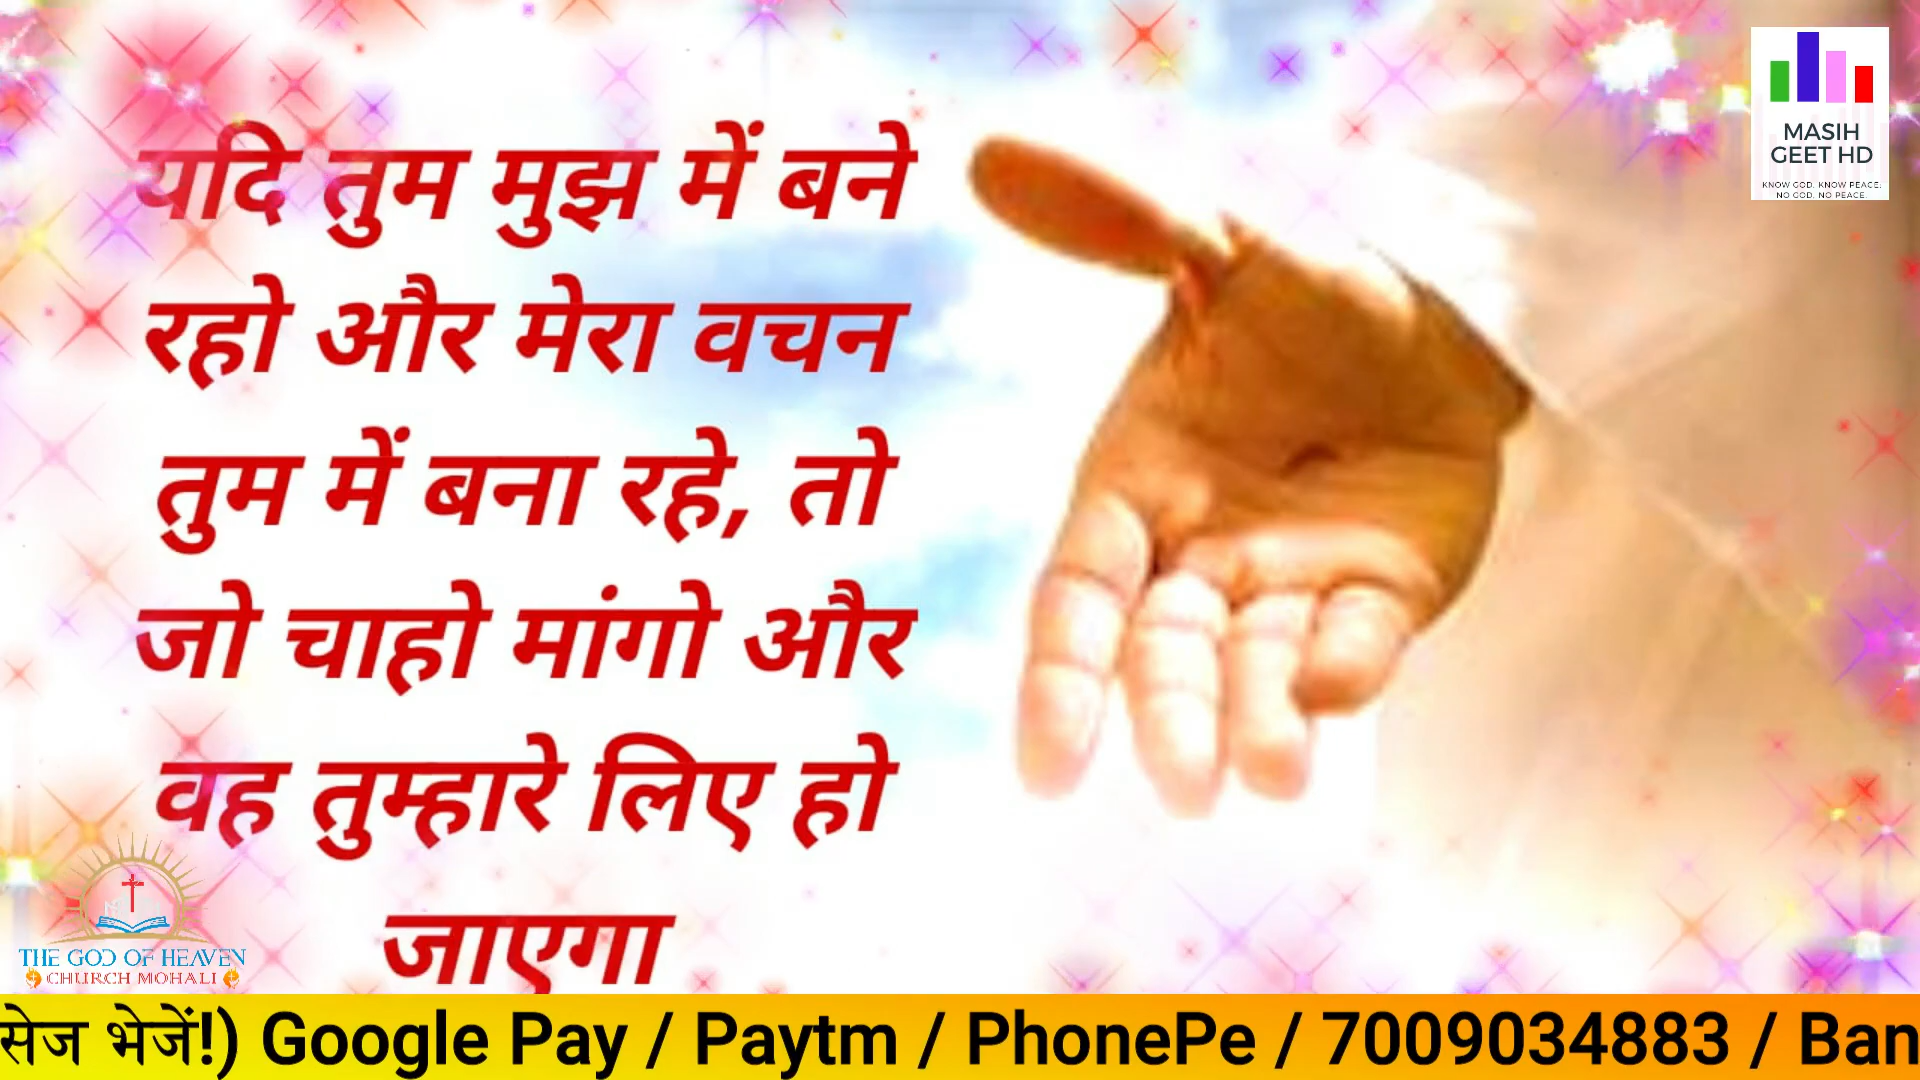 यदि तुम मुझ में बने
रहो और मेरा वचन
तुम में बना रहे, तो
जो चाहो मांगो और
वह तुम्हारे लिए हो
जाएगा
MASIH
GEET HD
KNOW GOD, KNOW PEACE.
NO GOD, NO PEACE.
THE GOD OF HEAVEN
CHURCH MOHALI
सेज भेजें!) Google Pay / Paytm / PhonePe / 7009034883 / Ban